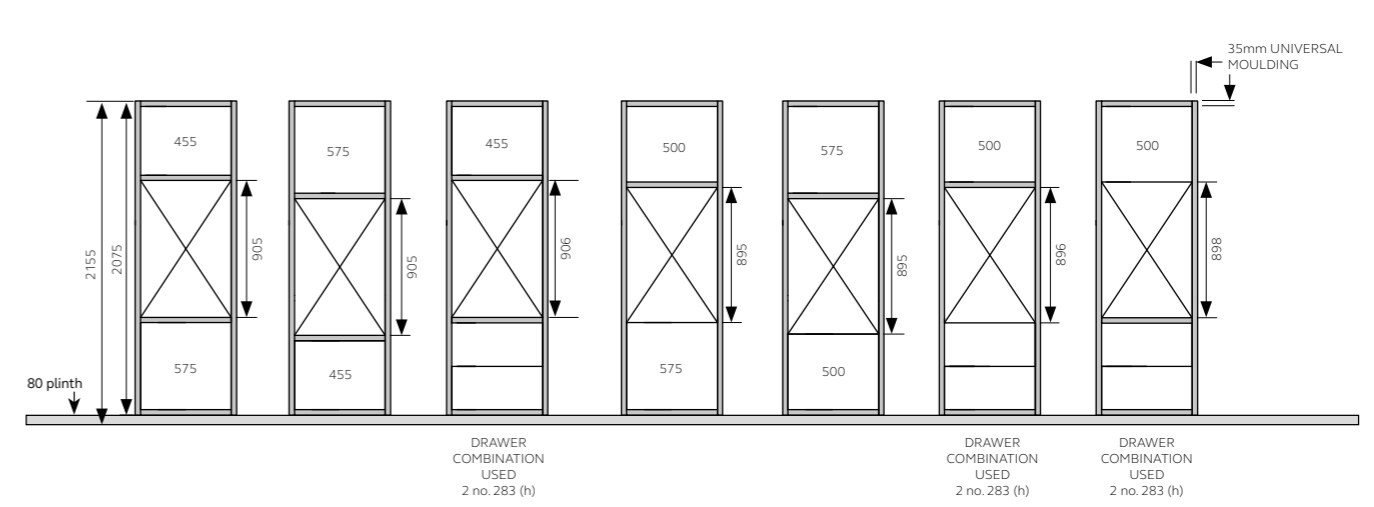 35mm UNIVERSAL
MOULDING
455
575
455
500
575
500
500
2155
2075
905
905
906
895
895
896
898
575
455
575
500
80 plinth
DRAWER
COMBINATION
USED
2 no. 283 (h)
DRAWER
COMBINATION
USED
2 no. 283 (h)
DRAWER
COMBINATION
USED
2 no. 283 (h)